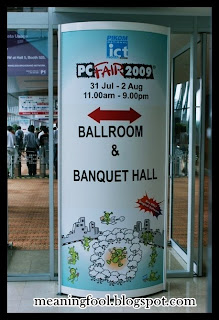 PIKOM
ict
PC FAIR 2009
31 Jul - 2 Aug
11.00am - 9.00pm
BALLROOM
&
BANQUET HALL
meaningfool.blogspot.com